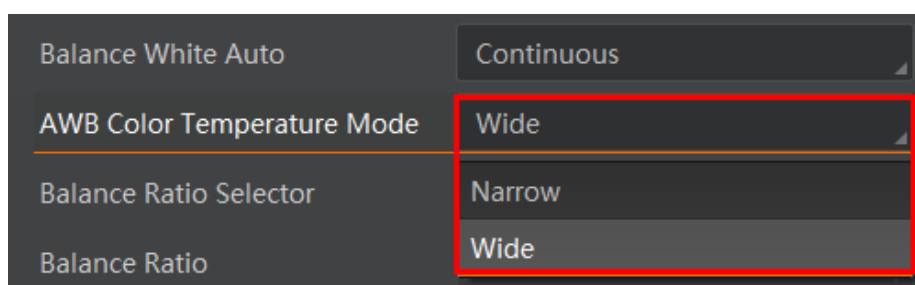 Balance White Auto Continuous
AWB Color Temperature Mode Wide
Balance Ratio Selector Narrow
Balance Ratio Wide